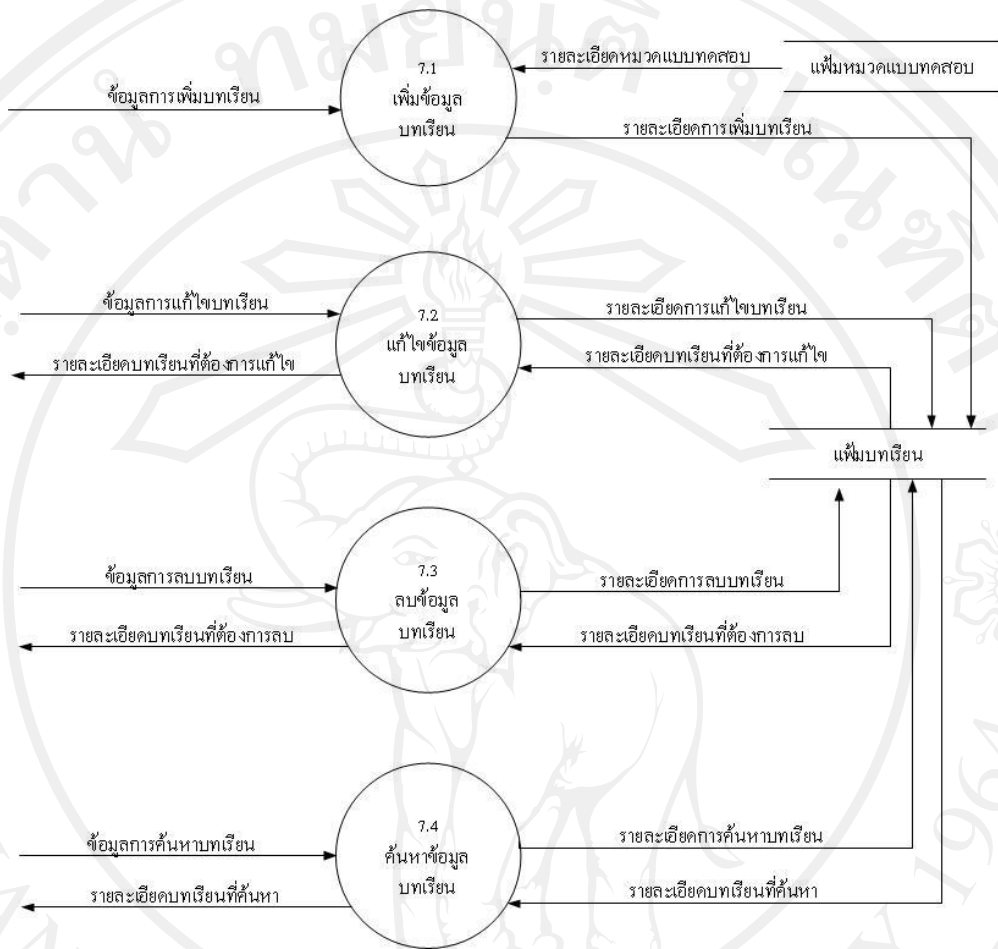 7.1
เพิ่มข้อมูล
บทเรียน
รายละเอียดหมวดแบบทดสอบ
แฟ้มหมวดแบบทดสอบ
ข้อมูลการเพิ่มบทเรียน
รายละเอียดการเพิ่มบทเรียน
ข้อมูลการแก้ไขบทเรียน
7.2
แก้ไขข้อมูล
บทเรียน
รายละเอียดการแก้ไขบทเรียน
รายละเอียดบทเรียนที่ต้องการแก้ไข
รายละเอียดบทเรียนที่ต้องการแก้ไข
แฟ้มบทเรียน
ข้อมูลการลบบทเรียน
7.3
ลบข้อมูล
บทเรียน
รายละเอียดการลบบทเรียน
รายละเอียดบทเรียนที่ต้องการลบ
รายละเอียดบทเรียนที่ต้องการลบ
ข้อมูลการค้นหาบทเรียน
7.4
ค้นหาข้อมูล
บทเรียน
รายละเอียดการค้นหาบทเรียน
รายละเอียดบทเรียนที่ค้นหา
รายละเอียดบทเรียนที่ค้นหา
1964